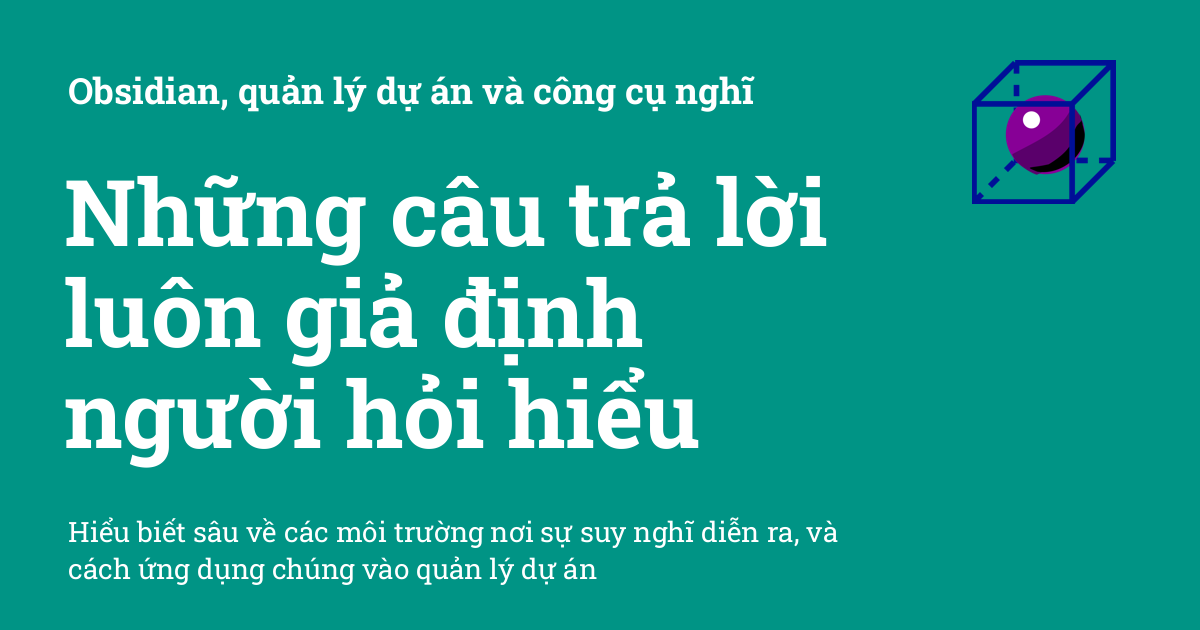 Obsidian, quản lý dự án và công cụ nghĩ
Những câu trả lời
luôn giả định
người hỏi hiểu
Hiểu biết sâu về các môi trường nơi sự suy nghĩ diễn ra, và
cách ứng dụng chúng vào quản lý dự án